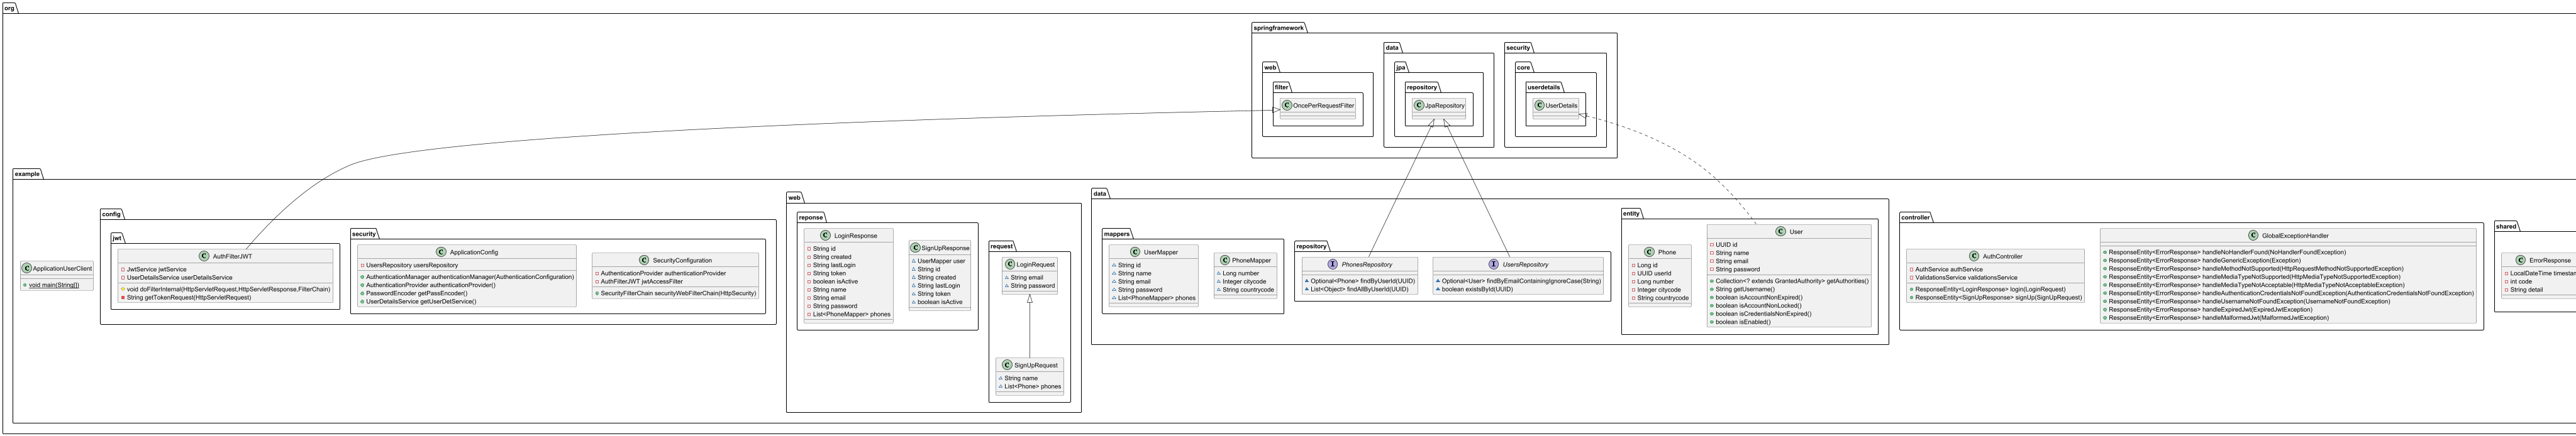 org
springframework
web
filter
C OncePerRequestFilter
data
jpa
repository
C JpaRepository
security
core
userdetails
C UserDetails
example
C ApplicationUserClient
void main(String[])
config
jwt
C AuthFilterJWT
JwtService jwtService
UserDetailsService userDetailsService
void doFilterInternal(HttpServletRequest,HttpServletResponse,FilterChain)
String getTokenRequest(HttpServletRequest)
security
C ApplicationConfig
UsersRepository usersRepository
AuthenticationManager authenticationManager(AuthenticationConfiguration)
AuthenticationProvider authenticationProvider()
PasswordEncoder getPassEncoder()
UserDetailsService getUserDetService()
C SecurityConfiguration
AuthenticationProvider authenticationProvider
AuthFilterJWT jwtAccessFilter
SecurityFilterChain securityWebFilterChain(HttpSecurity)
web
reponse
C LoginResponse
String id
String created
String lastLogin
String token
boolean isActive
String name
String email
String password
List<PhoneMapper> phones
C SignUpResponse
UserMapper user
String id
String created
String lastLogin
String token
boolean isActive
request
C LoginRequest
String email
String password
C SignUpRequest
String name
List<Phone> phones
data
mappers
C UserMapper
String id
String name
String email
String password
List<PhoneMapper> phones
C PhoneMapper
Long number
Integer citycode
String countrycode
repository
I PhonesRepository
Optional<Phone> findByUserId(UUID)
List<Object> findAllByUserId(UUID)
I UsersRepository
Optional<User> findByEmailContainingIgnoreCase(String)
boolean existsById(UUID)
entity
C Phone
Long id
UUID userId
Long number
Integer citycode
String countrycode
C User
UUID id
String name
String email
String password
Collection<? extends GrantedAuthority> getAuthorities()
String getUsername()
boolean isAccountNonExpired()
boolean isAccountNonLocked()
boolean isCredentialsNonExpired()
boolean isEnabled()
controller
C AuthController
AuthService authService
ValidationsService validationsService
ResponseEntity<LoginResponse> login(LoginRequest)
ResponseEntity<SignUpResponse> signUp(SignUpRequest)
C GlobalExceptionHandler
ResponseEntity<ErrorResponse> handleNoHandlerFound(NoHandlerFoundException)
ResponseEntity<ErrorResponse> handleGenericException(Exception)
ResponseEntity<ErrorResponse> handleMethodNotSupported(HttpRequestMethodNotSupportedException)
ResponseEntity<ErrorResponse> handleMediaTypeNotSupported(HttpMediaTypeNotSupportedException)
ResponseEntity<ErrorResponse> handleMediaTypeNotAcceptable(HttpMediaTypeNotAcceptableException)
ResponseEntity<ErrorResponse> handleAuthenticationCredentialsNotFoundException(AuthenticationCredentialsNotFoundException)
ResponseEntity<ErrorResponse> handleUsernameNotFoundException(UsernameNotFoundException)
ResponseEntity<ErrorResponse> handleExpiredJwt(ExpiredJwtException)
ResponseEntity<ErrorResponse> handleMalformedJwt(MalformedJwtException)
shared
C ErrorResponse
LocalDateTime timestam
int code
String detail